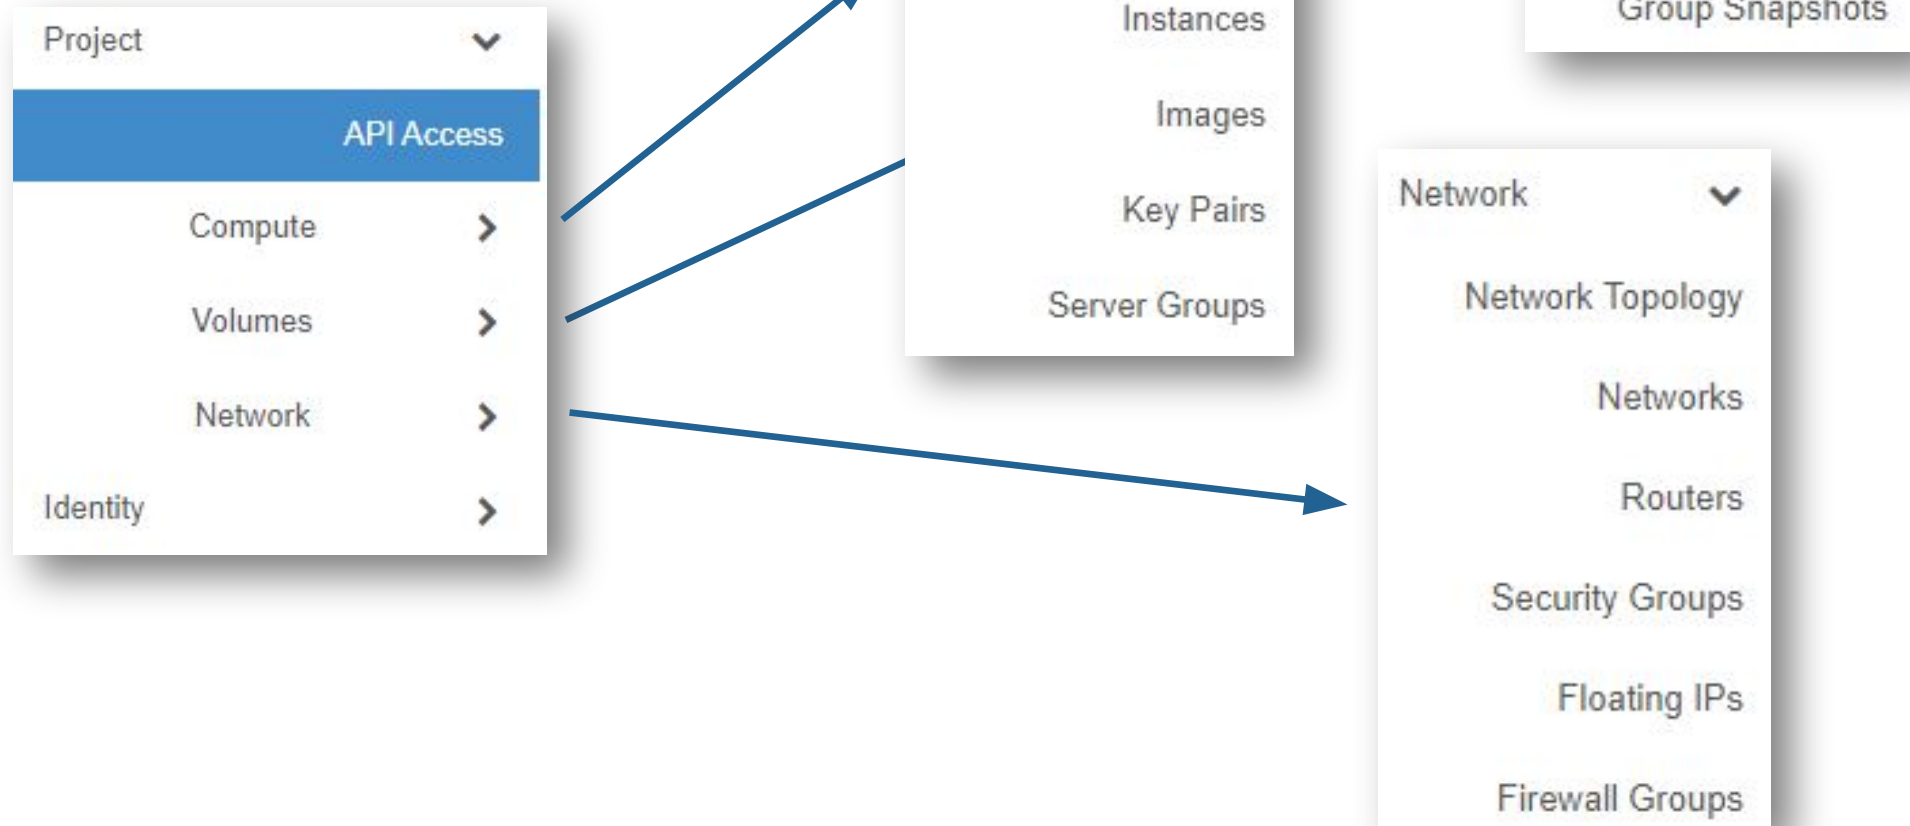 Project
API Access
Compute
Volumes
Network
Identity
Instances
Images
Key Pairs
Server Groups
Group Snapshots
Network
Network Topology
Networks
Routers
Security Groups
Floating IPs
Firewall Groups